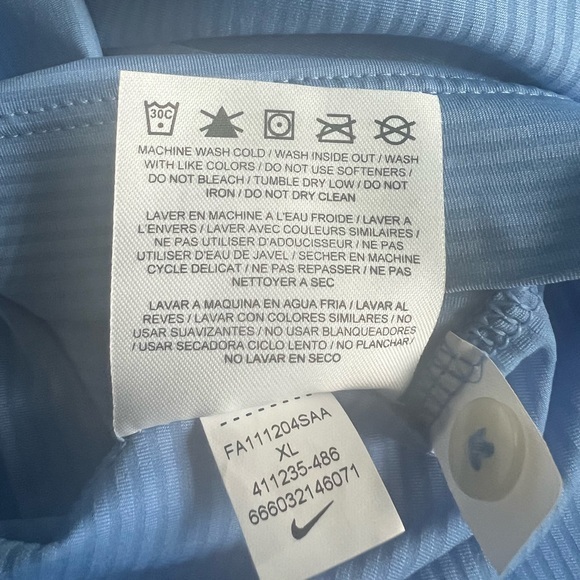 30C
MACHINE WASH COLD / WASH INSIDE OUT / WASH
WITH LIKE COLORS / DO NOT USE SOFTENERS /
DO NOT BLEACH / TUMBLE DRY LOW / DO NOT
IRON / DO NOT DRY CLEAN
LAVER EN MACHINE A L'EAU FROIDE / LAVER A
L'ENVERS / LAVER AVEC COULEURS SIMILAIRES /
NE PAS UTILISER D'ADOUCISSEUR / NE PAS
UTILISER D'EAU DE JAVEL / SECHER EN MACHINE
CYCLE DELICAT / NE PAS REPASSER / NE PAS
NETTOYER A SEC
LAVAR A MAQUINA EN AGUA FRIA / LAVAR AL
REVES / LAVAR CON COLORES SIMILARES / NO
USAR SUAVIZANTES / NO USAR BLANQUEADORES
/ USAR SECADORA CICLO LENTO / NO PLANCHAR /
NO LAVAR EN SECO
FA111204SAA
XL
411235-486
666032146071